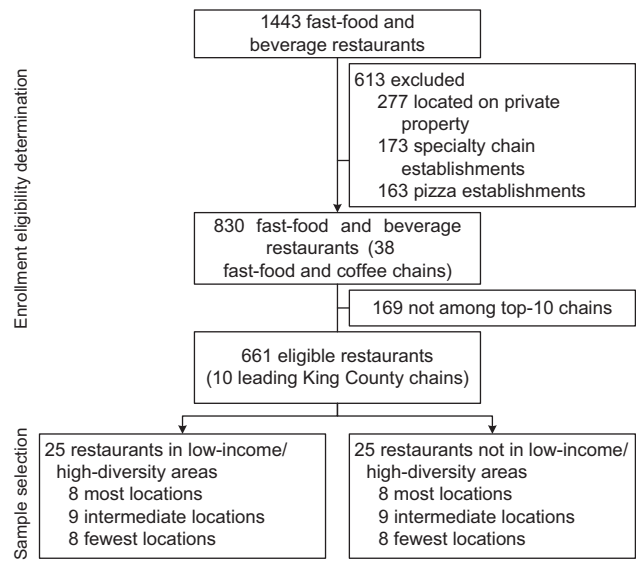 1443 fast-food and
beverage restaurants
613 excluded
277 located on private
property
173 specialty chain
establishments
163 pizza establishments
Enrollment eligibility determination
830 fast-food and beverage
restaurants (38
fast-food and coffee chains)
169 not among top-10 chains
661 eligible restaurants
(10 leading King County chains)
Sample selection
25 restaurants in low-income/
high-diversity areas
8 most locations
9 intermediate locations
8 fewest locations
25 restaurants not in low-income/
high-diversity areas
8 most locations
9 intermediate locations
8 fewest locations